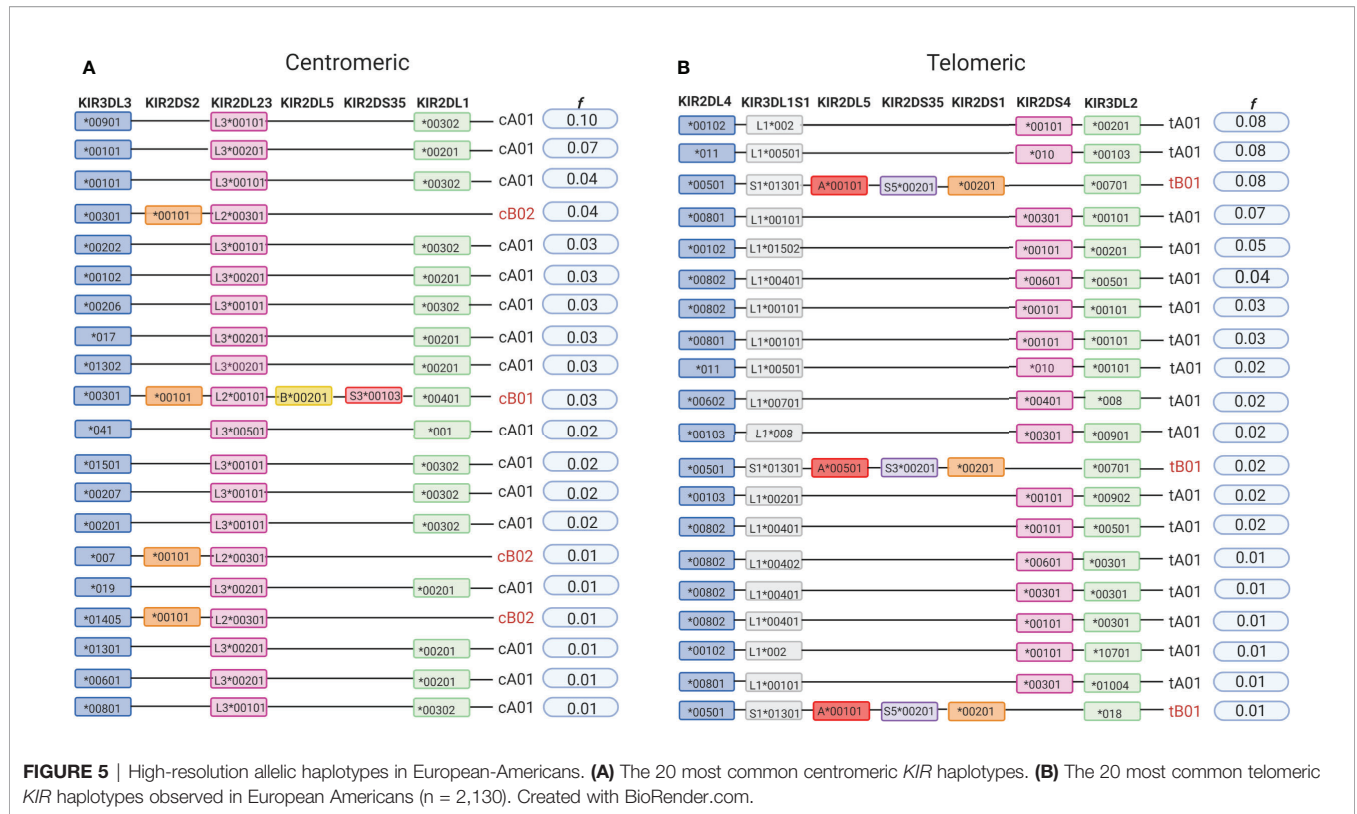 A Centromeric
KIR3DL3 KIR2DS2 KIR2DL23 KIR2DL5 KIR2DS35 KIR2DL1 f
*00901 L3*00101 *00302 cA01 0.10
*00101 L3*00201 *00201 cA01 0.07
*00101 L3*00101 *00302 cA01 0.04
*00301 *00101 L2*00301 cB02 0.04
*00202 L3*00101 *00302 cA01 0.03
*00102 L3*00201 *00201 cA01 0.03
*00206 L3*00101 *00302 cA01 0.03
*017 L3*00201 *00201 cA01 0.03
*01302 L3*00201 *00201 cA01 0.03
*00301 *00101 L2*00101 B*00201 S3*00103 *00401 cB01 0.03
*041 L3*00501 *001 cA01 0.02
*01501 L3*00101 *00302 cA01 0.02
*00207 L3*00101 *00302 cA01 0.02
*00201 L3*00101 *00302 cA01 0.02
*007 *00101 L2*00301 cB02 0.01
*019 L3*00201 *00201 cA01 0.01
*01405 *00101 L2*00301 cB02 0.01
*01301 L3*00201 *00201 cA01 0.01
*00601 L3*00201 *00201 cA01 0.01
*00801 L3*00101 *00302 cA01 0.01
B Telomeric
KIR2DL4 KIR3DL1S1 KIR2DL5 KIR2DS35 KIR2DS1 KIR2DS4 KIR3DL2 f
*00102 L1*002 *00101 *00201 tA01 0.08
*011 L1*00501 *010 *00103 tA01 0.08
*00501 S1*01301 A*00101 S5*00201 *00201 *00701 tB01 0.08
*00801 L1*00101 *00301 *00101 tA01 0.07
*00102 L1*01502 *00101 *00201 tA01 0.05
*00802 L1*00401 *00601 *00501 tA01 0.04
*00802 L1*00101 *00101 *00101 tA01 0.03
*00801 L1*00101 *00101 *00101 tA01 0.03
*011 L1*00501 *010 *00101 tA01 0.02
*00602 L1*00701 *00401 *008 tA01 0.02
*00103 L1*008 *00301 *00901 tA01 0.02
*00501 S1*01301 A*00501 S3*00201 *00201 *00701 tB01 0.02
*00103 L1*00201 *00101 *00902 tA01 0.02
*00802 L1*00401 *00101 *00501 tA01 0.02
*00802 L1*00402 *00601 *00301 tA01 0.01
*00802 L1*00401 *00301 *00301 tA01 0.01
*00802 L1*00401 *00101 *00301 tA01 0.01
*00102 L1*002 *00101 *10701 tA01 0.01
*00801 L1*00101 *00301 *01004 tA01 0.01
*00501 S1*01301 A*00101 S5*00201 *00201 *018 tB01 0.01
FIGURE 5 | High-resolution allelic haplotypes in European-Americans. (A) The 20 most common centromeric KIR haplotypes. (B) The 20 most common telomeric
KIR haplotypes observed in European Americans (n = 2,130). Created with BioRender.com.